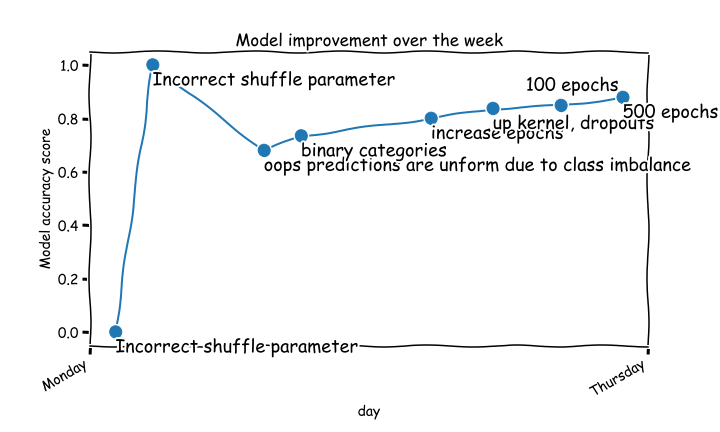 Model improvement over the week
1.0
Incorrect shuffle parameter
100 epochs
500 epochs
0.8
up kernel, dropouts
increase epochs
binary categories
oops predictions are unform due to class imbalance
0.6
0.4
0.2
0.0
Incorrect shuffle parameter
Model accuracy score
Monday
Thursday
day